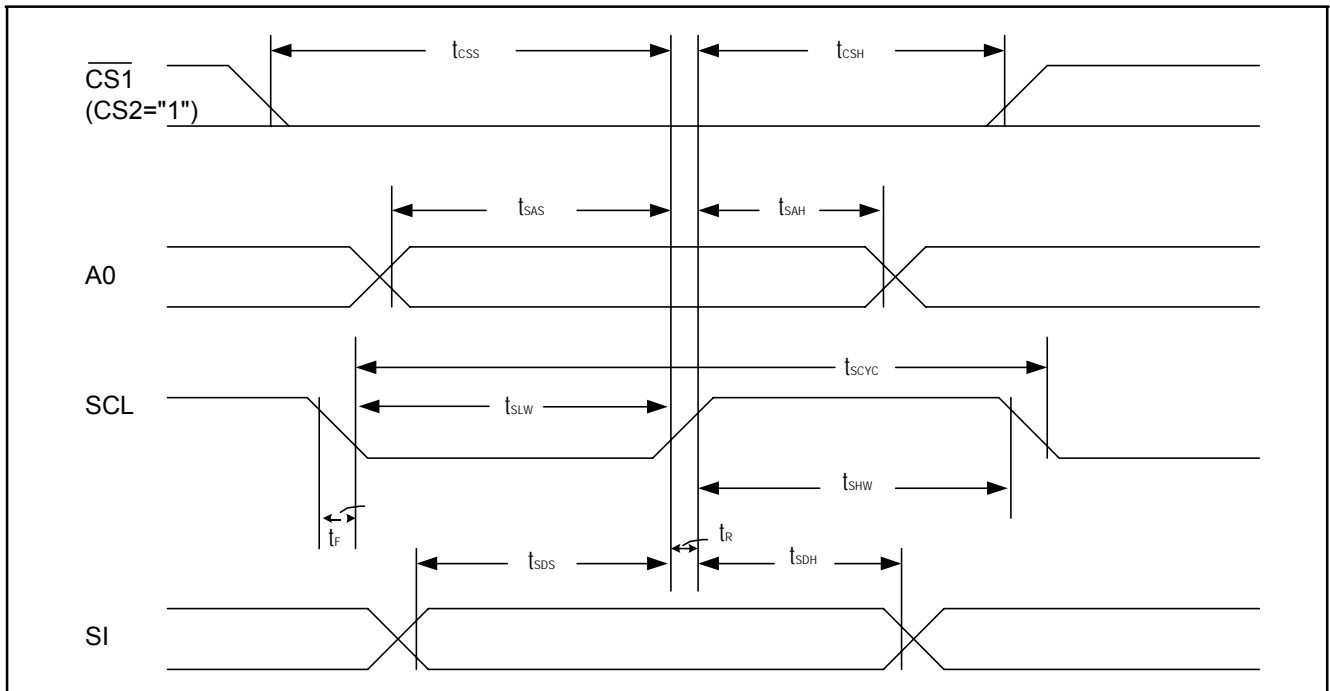 tCSS
tCSH
CS1
(CS2="1")
tSAS
tSAH
A0
tSCYC
SCL
tSLW
tSHW
tF
tR
tSDS
tSDH
SI